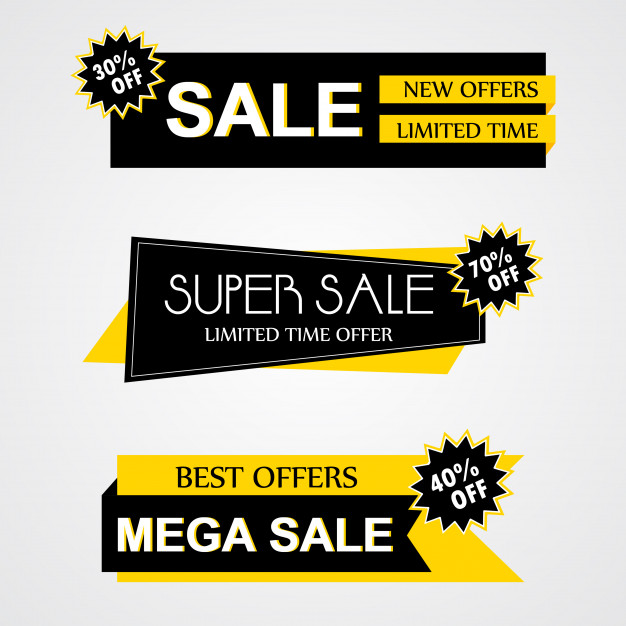 30%
OFF
SALE
NEW OFFERS
LIMITED TIME
SUPER SALE
LIMITED TIME OFFER
70%
OFF
BEST OFFERS
MEGA SALE
40%
OFF